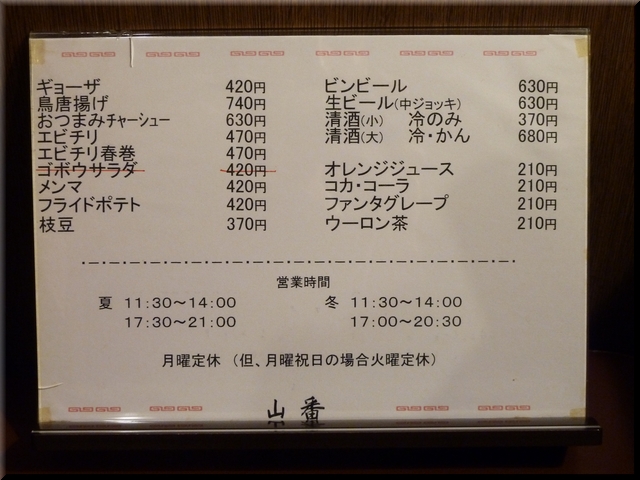 ギョーザ 420円
鳥唐揚げ 740円
おつまみチャーシュー 630円
エビチリ 470円
エビチリ春巻 470円
ゴボウサラダ 420円
メンマ 420円
フライドポテト 420円
枝豆 370円
ビンビール 630円
生ビール(中ジョッキ) 630円
清酒(小) 冷のみ 370円
清酒(大) 冷・かん 680円
オレンジジュース 210円
コカ・コーラ 210円
ファンタグレープ 210円
ウーロン茶 210円
営業時間
夏 11:30～14:00
17:30～21:00
冬 11:30～14:00
17:00～20:30
月曜定休 (但、月曜祝日の場合火曜定休)
山番